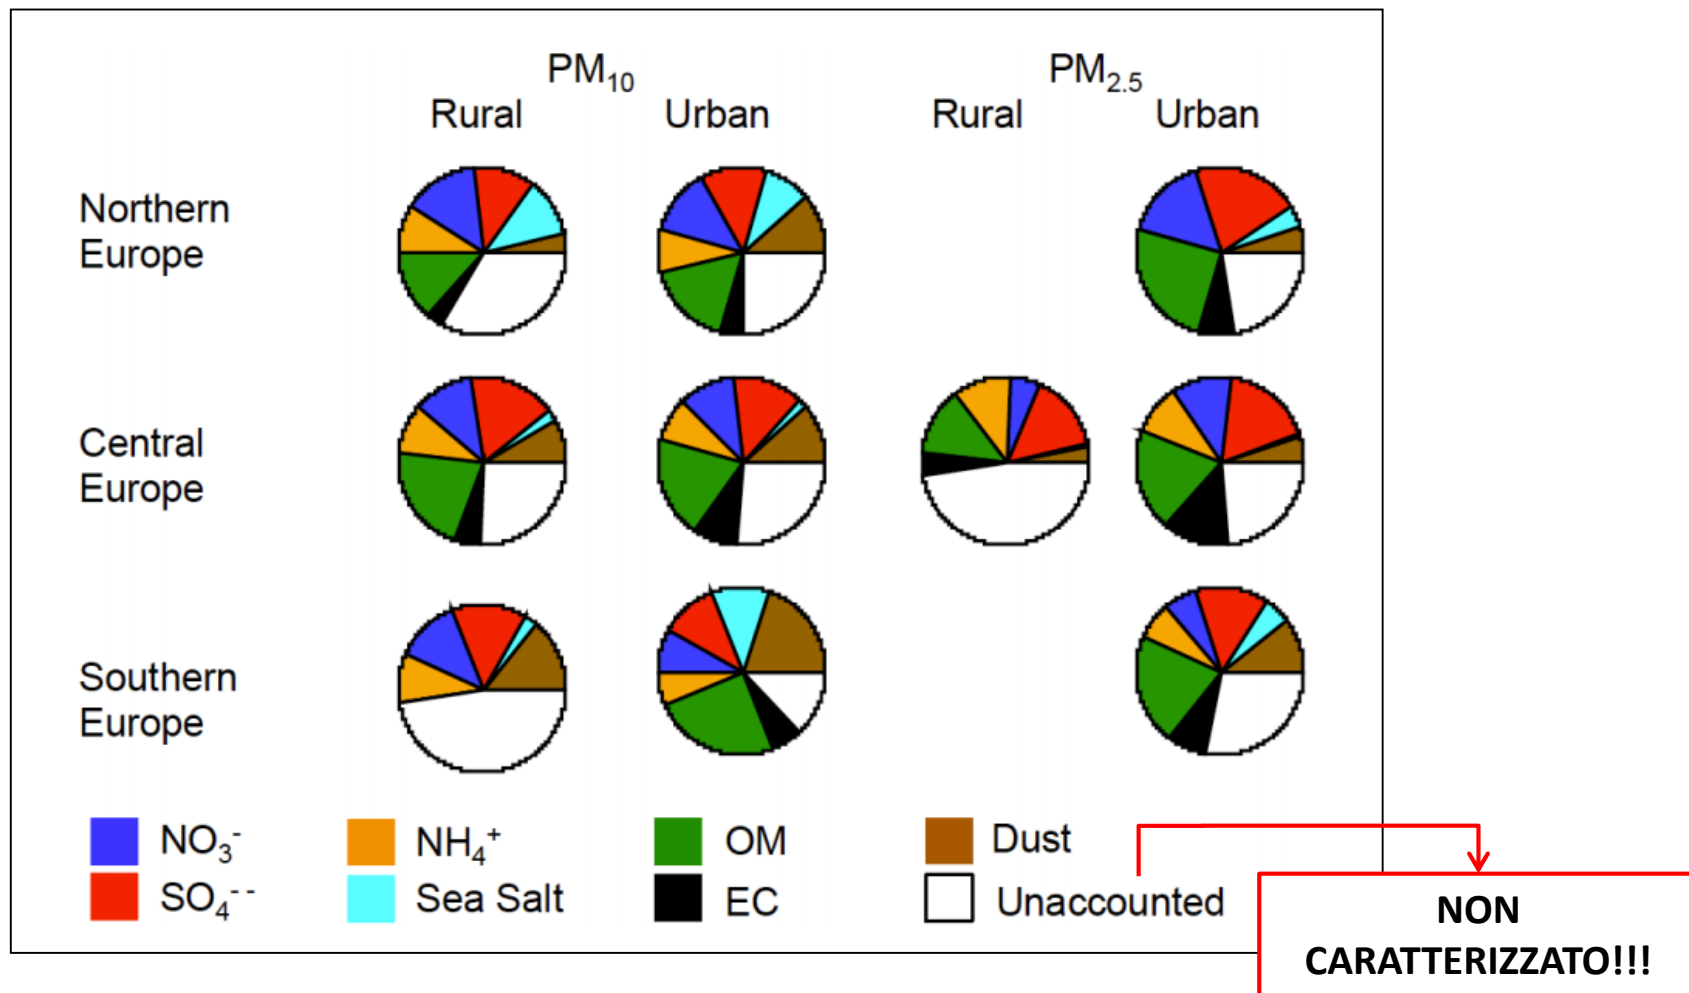 PM10 PM2.5
Rural Urban Rural Urban
Northern
Europe
Central
Europe
Southern
Europe
NO3- NH4+ OM Dust
SO4-- Sea Salt EC Unaccounted
NON
CARATTERIZZATO!!!